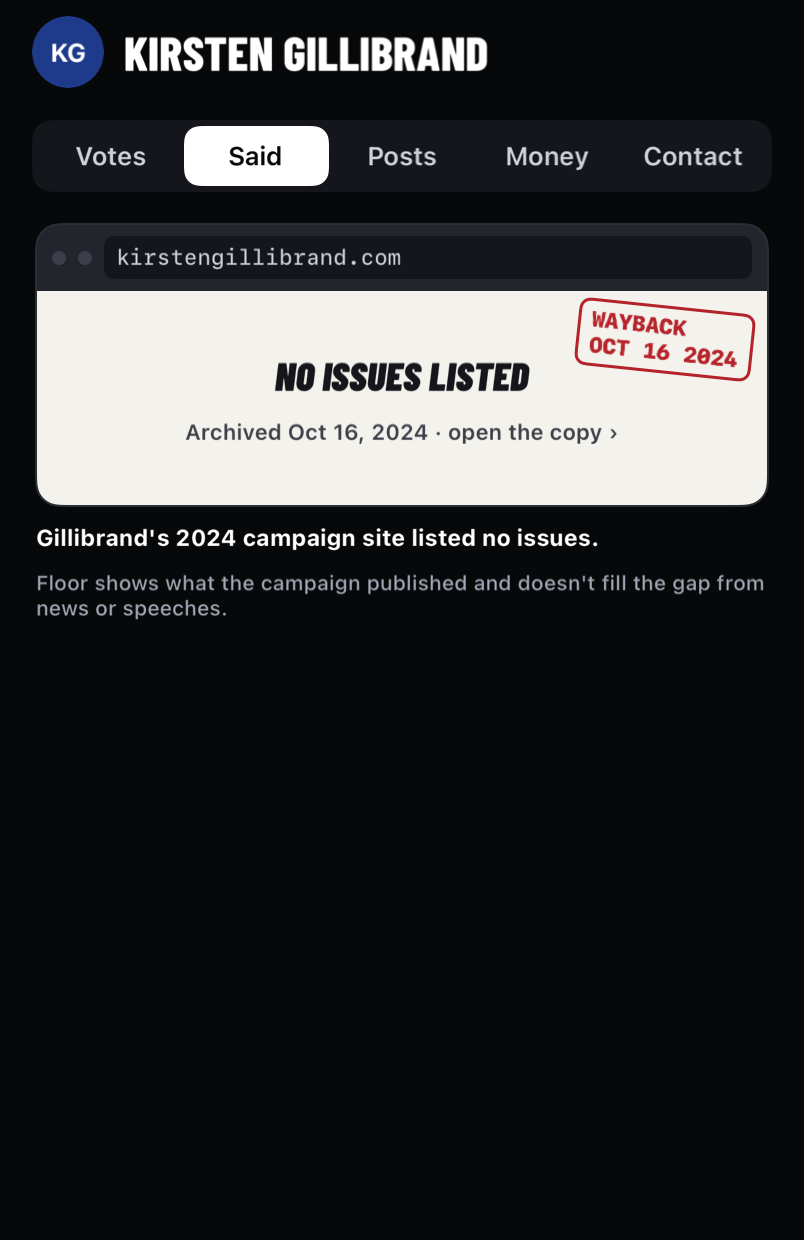 KG
KIRSTEN GILLIBRAND
Votes
Said
Posts
Money
Contact
kirstengillibrand.com
WAYBACK
OCT 16 2024
NO ISSUES LISTED
Archived Oct 16, 2024 · open the copy ›
Gillibrand's 2024 campaign site listed no issues.
Floor shows what the campaign published and doesn't fill the gap from
news or speeches.